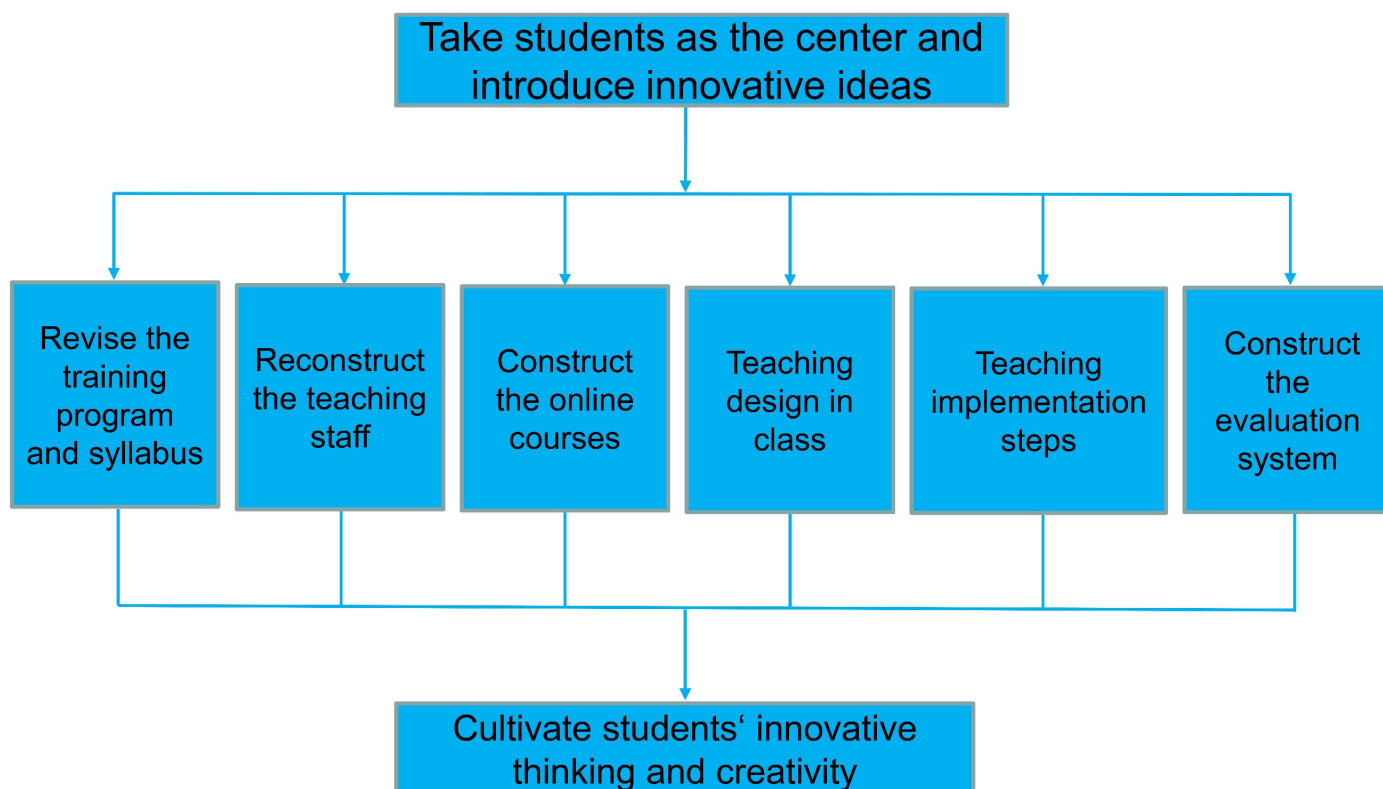 Take students as the center and
introduce innovative ideas
Revise the
training
program
and syllabus
Reconstruct
the teaching
staff
Construct
the online
courses
Teaching
design in
class
Teaching
implementation
steps
Construct
the
evaluation
system
Cultivate students‘ innovative
thinking and creativity